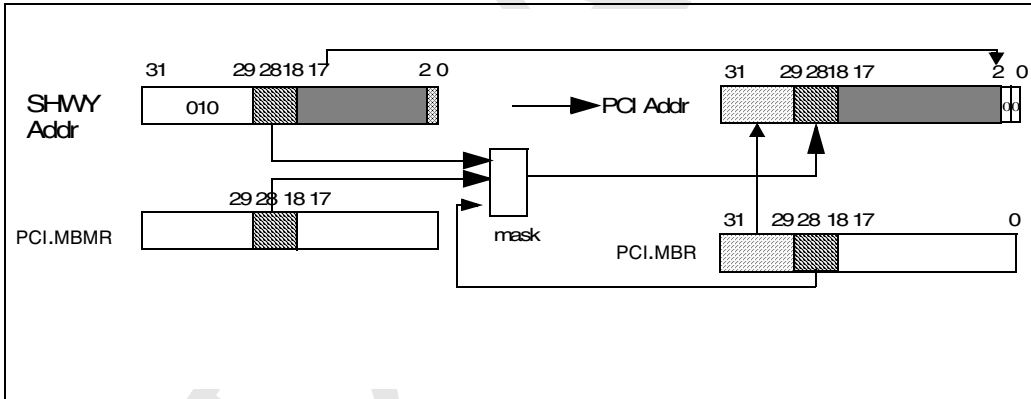 31 29 28 18 17 2 0
SHWY
Addr
010
PCI Addr
31 29 28 18 17 2 0
00
mask
29 28 18 17
PCI.MBMR
31 29 28 18 17 0
PCI.MBR